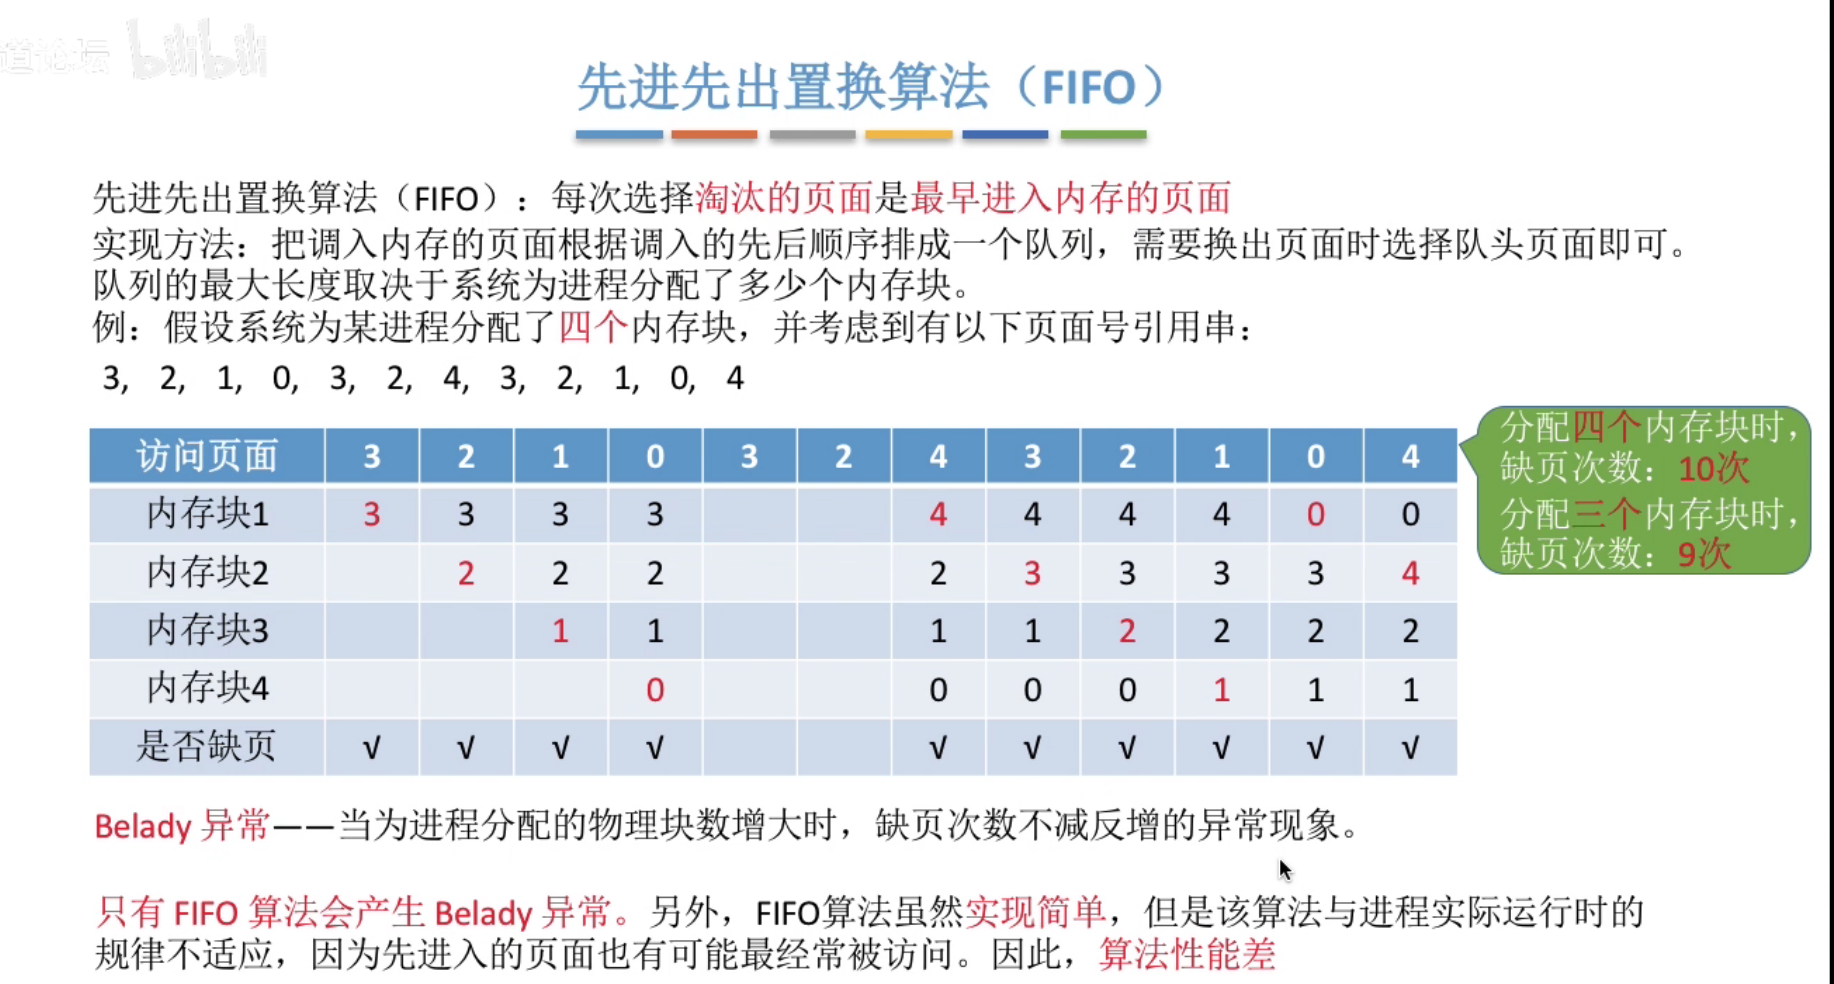 道论坛 bilibili
先进先出置换算法（FIFO）
先进先出置换算法（FIFO）：每次选择淘汰的页面是最早进入内存的页面
实现方法：把调入内存的页面根据调入的先后顺序排成一个队列，需要换出页面时选择队头页面即可。
队列的最大长度取决于系统为进程分配了多少个内存块。
例：假设系统为某进程分配了四个内存块，并考虑到有以下页面号引用串：
3, 2, 1, 0, 3, 2, 4, 3, 2, 1, 0, 4
访问页面 3 2 1 0 3 2 4 3 2 1 0 4
内存块1 3 3 3 3 4 4 4 4 0 0
内存块2 2 2 2 2 3 3 3 3 4
内存块3 1 1 1 1 2 2 2 2
内存块4 0 0 0 0 1 1 1
是否缺页 √ √ √ √ √ √ √ √ √ √
分配四个内存块时，
缺页次数：10次
分配三个内存块时，
缺页次数：9次
Belady 异常——当为进程分配的物理块数增大时，缺页次数不减反增的异常现象。
只有 FIFO 算法会产生 Belady 异常。另外，FIFO算法虽然实现简单，但是该算法与进程实际运行时的
规律不适应，因为先进入的页面也有可能最经常被访问。因此，算法性能差